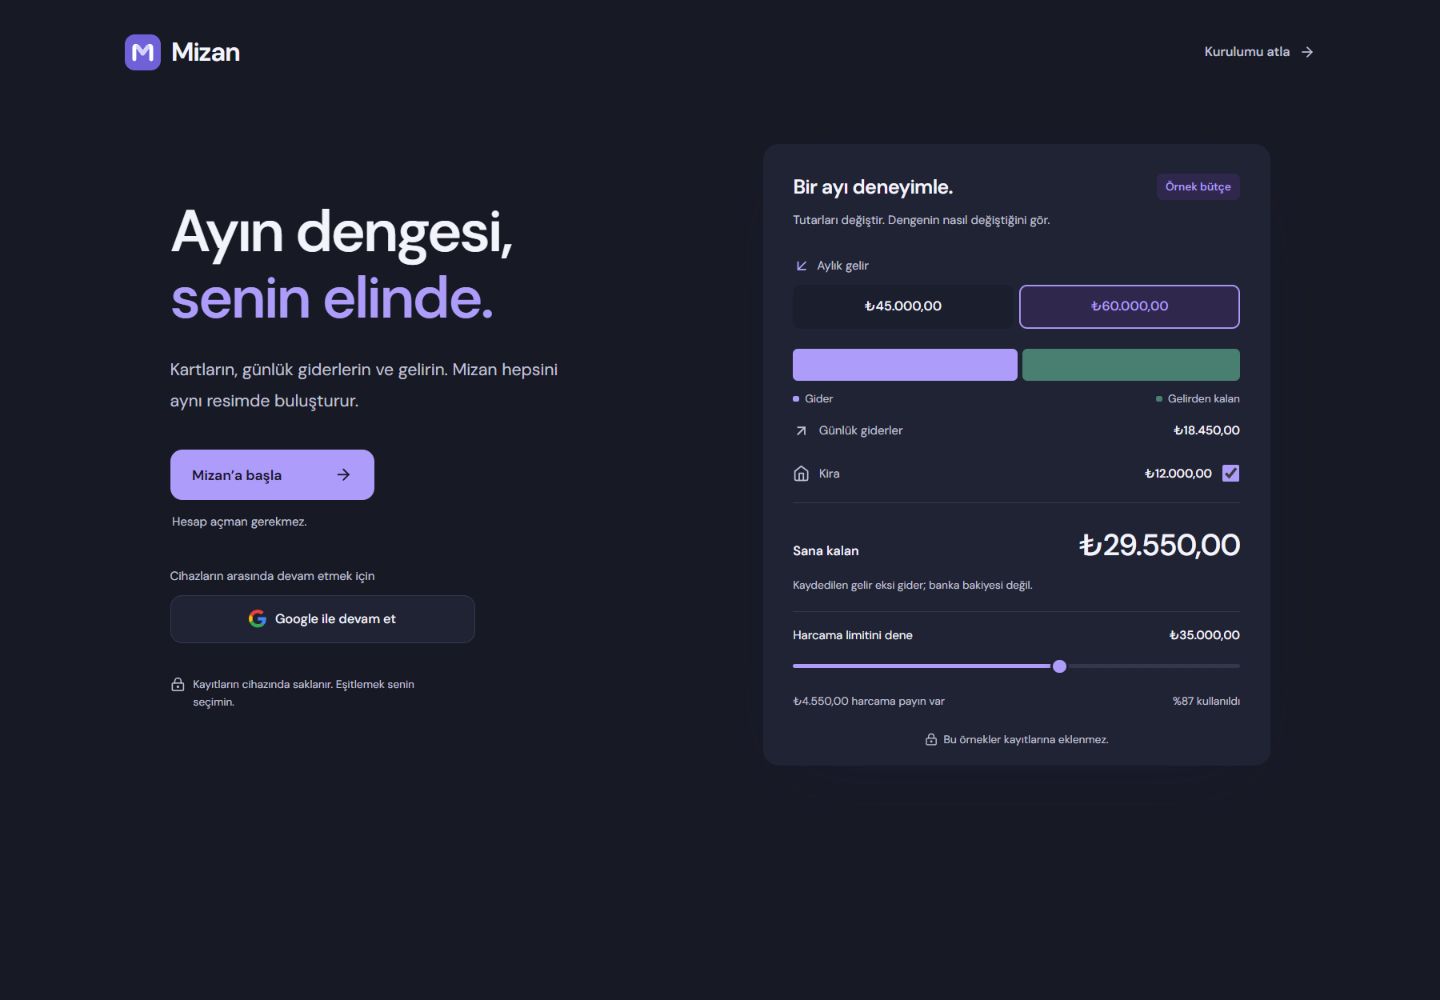 Mizan
Kurulumu atla
Ayın dengesi,
senin elinde.
Kartların, günlük giderlerin ve gelirin. Mizan hepsini
aynı resimde buluşturur.
Mizan’a başla
Hesap açman gerekmez.
Cihazların arasında devam etmek için
Google ile devam et
Kayıtların cihazında saklanır. Eşitlemek senin
seçimin.
Bir ayı deneyimle.
Örnek bütçe
Tutarları değiştir. Dengenin nasıl değiştiğini gör.
Aylık gelir
₺45.000,00
₺60.000,00
Gider
Gelirden kalan
Günlük giderler
₺18.450,00
Kira
₺12.000,00
Sana kalan
₺29.550,00
Kaydedilen gelir eksi gider; banka bakiyesi değil.
Harcama limitini dene
₺35.000,00
₺4.550,00 harcama payın var
%87 kullanıldı
Bu örnekler kayıtlarına eklenmez.